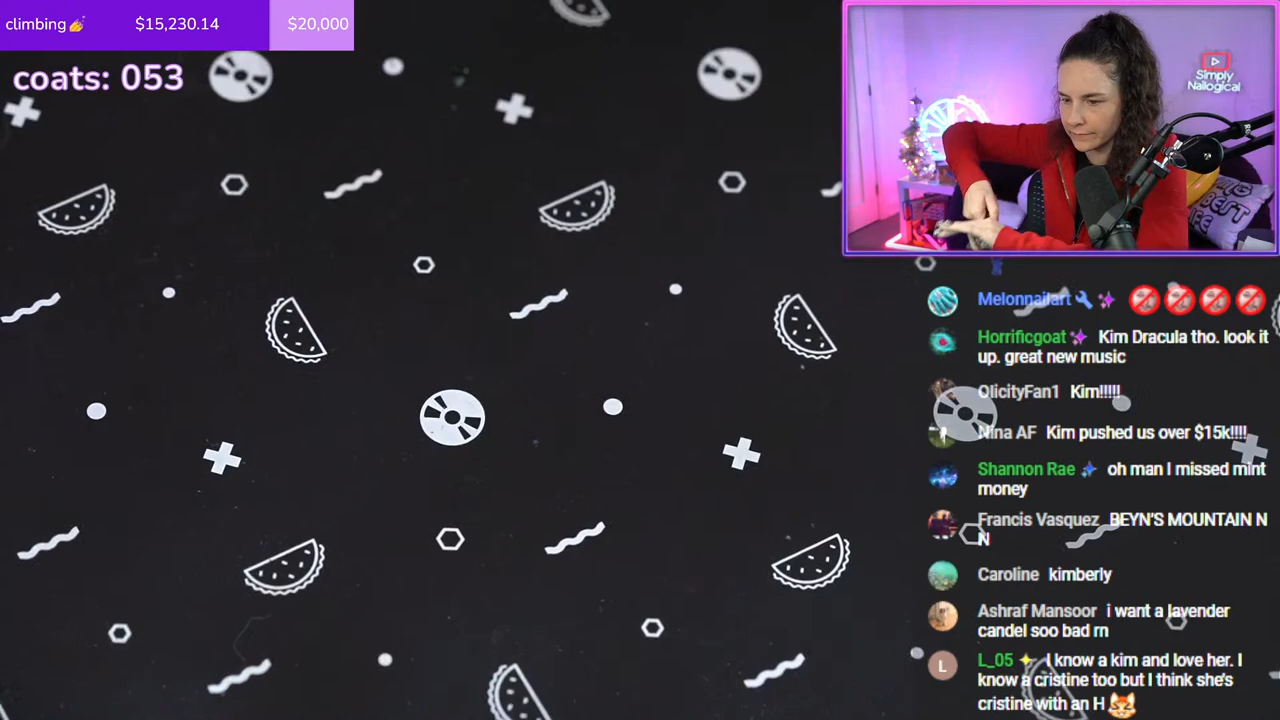 climbing💅 $15,230.14 $20,000
coats: 053
Simply
Nailogical
BEST
LIFE
Melonnailart
Horrificgoat Kim Dracula tho. look it
up. great new music
OlicityFan1 Kim!!!!!
Nina AF Kim pushed us over $15k!!!!
Shannon Rae oh man I missed mint
money
Francis Vasquez BEYN'S MOUNTAIN N
N
Caroline kimberly
Ashraf Mansoor i want a lavender
candel soo bad rn
L
L_05 I know a kim and love her. I
know a cristine too but I think she's
cristine with an H